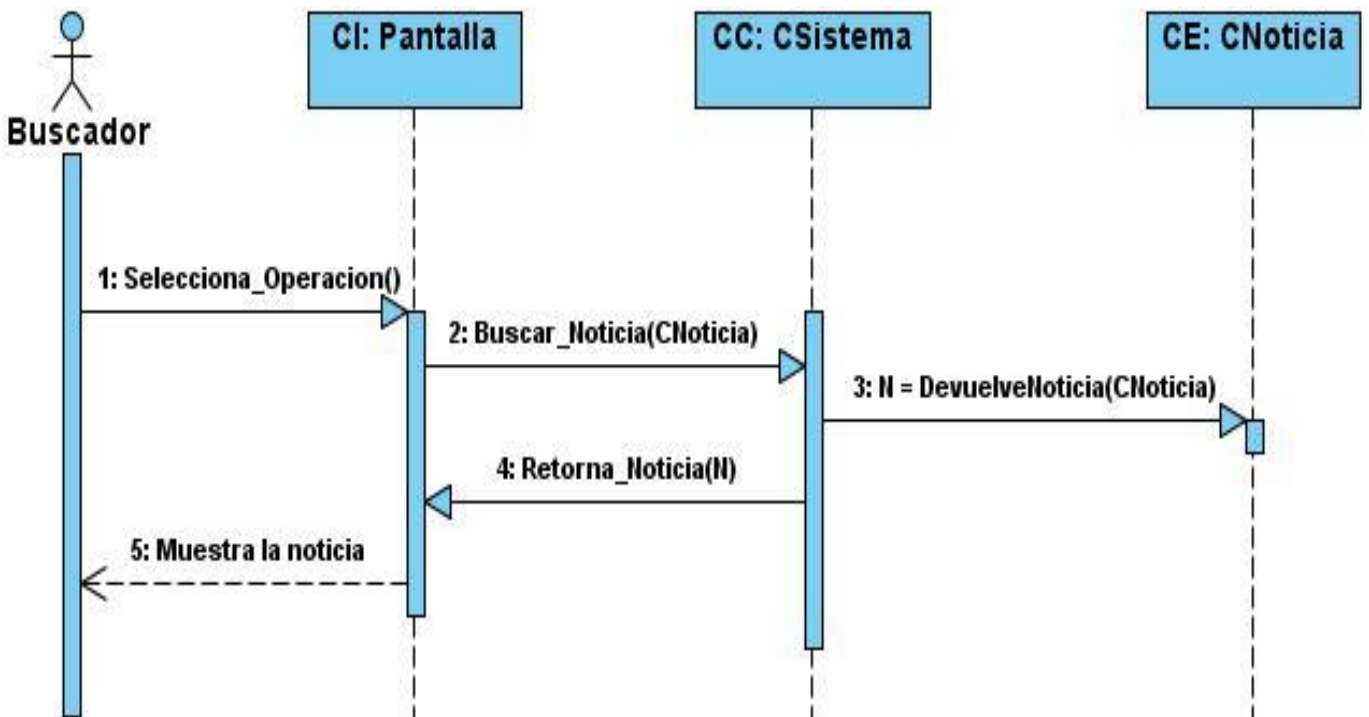 CI: Pantalla
CC: CSistema
CE: CNoticia
Buscador
1: Selecciona_Operacion()
2: Buscar_Noticia(CNoticia)
3: N = DevuelveNoticia(CNoticia)
4: Retorna_Noticia(N)
5: Muestra la noticia